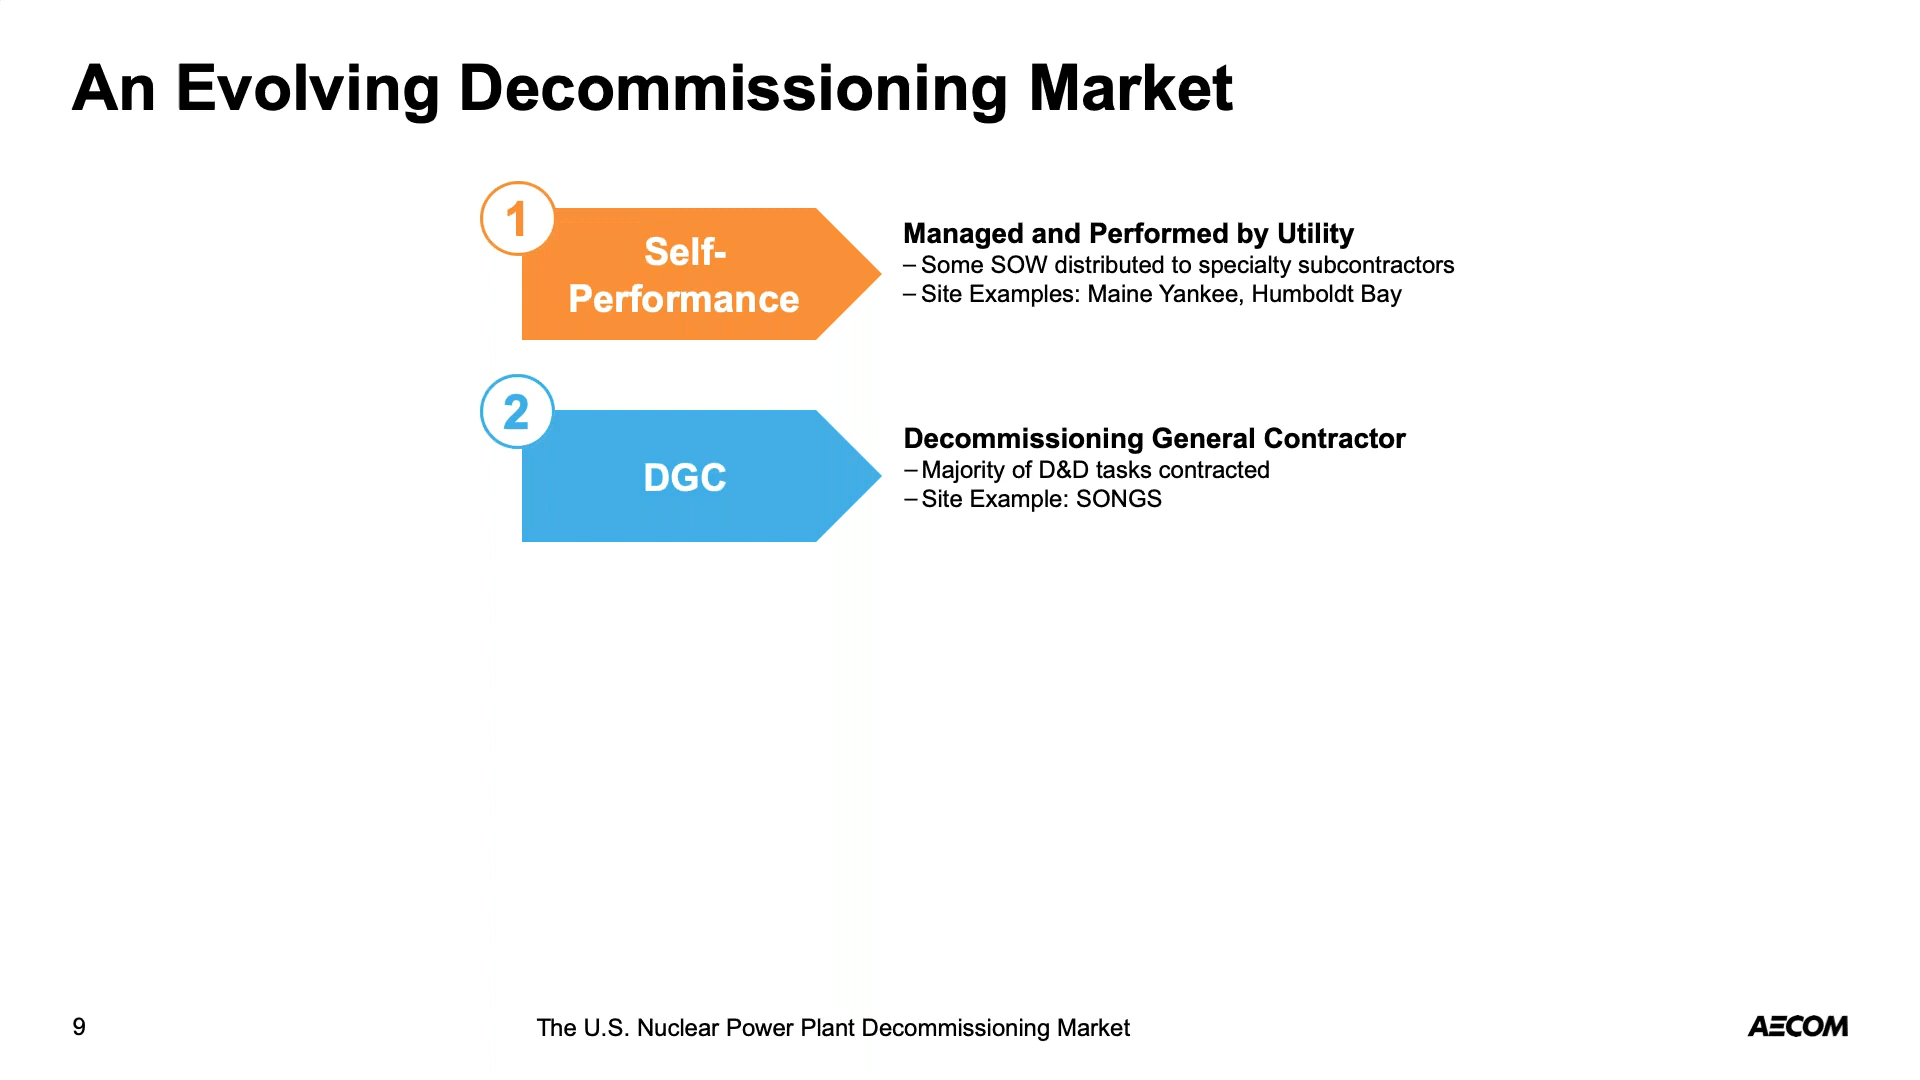 An Evolving Decommissioning Market
1
Self-
Performance
Managed and Performed by Utility
– Some SOW distributed to specialty subcontractors
– Site Examples: Maine Yankee, Humboldt Bay
2
DGC
Decommissioning General Contractor
– Majority of D&D tasks contracted
– Site Example: SONGS
9
The U.S. Nuclear Power Plant Decommissioning Market
AECOM